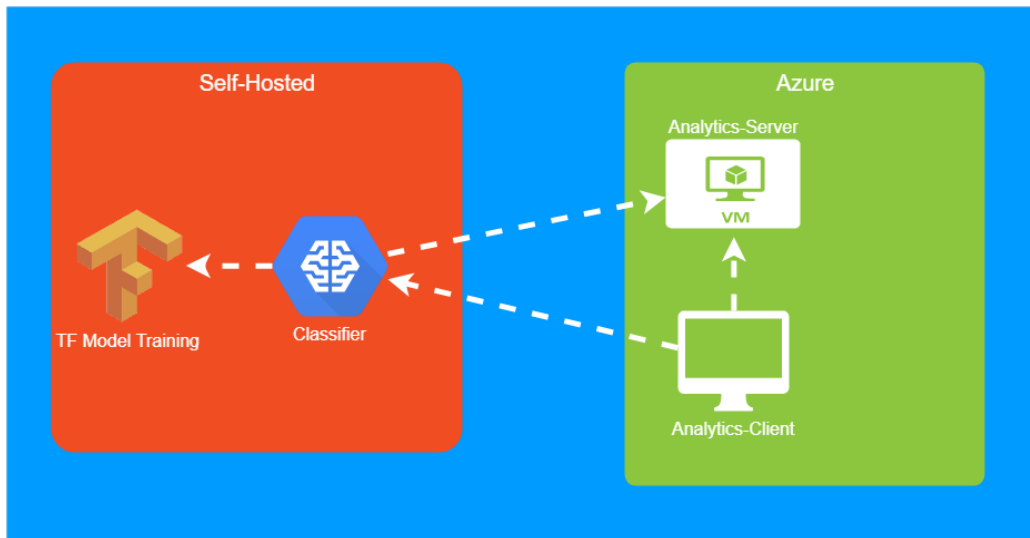 Self-Hosted
Azure
Analytics-Server
VM
TF Model Training
Classifier
Analytics-Client